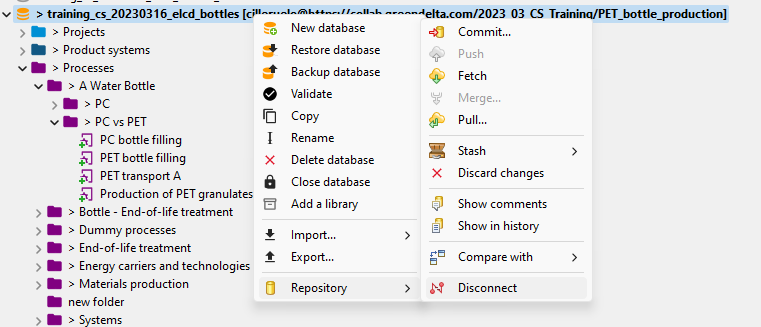 > training_cs_20230316_elcd_bottles [cilleruelo@https://collab.greendelta.com/2023_03_CS_Training/PET_bottle_production]
> Projects
> Product systems
> Processes
> A Water Bottle
> PC
> PC vs PET
PC bottle filling
PET bottle filling
PET transport A
Production of PET granulates
> Bottle - End-of-life treatment
> Dummy processes
> End-of-life treatment
> Energy carriers and technologies
> Materials production
new folder
> Systems
New database
Restore database
Backup database
Validate
Copy
Rename
Delete database
Close database
Add a library
Import...
Export...
Repository
Commit...
Push
Fetch
Merge...
Pull...
Stash
Discard changes
Show comments
Show in history
Compare with
Disconnect